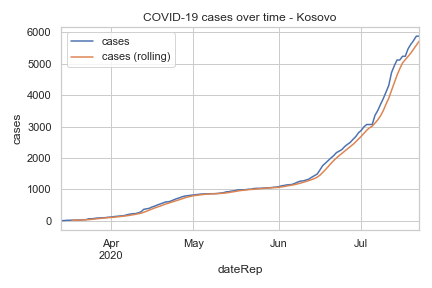 COVID-19 cases over time - Kosovo
cases
cases (rolling)
6000
5000
4000
3000
2000
1000
0
cases
Apr
2020
May
Jun
Jul
dateRep